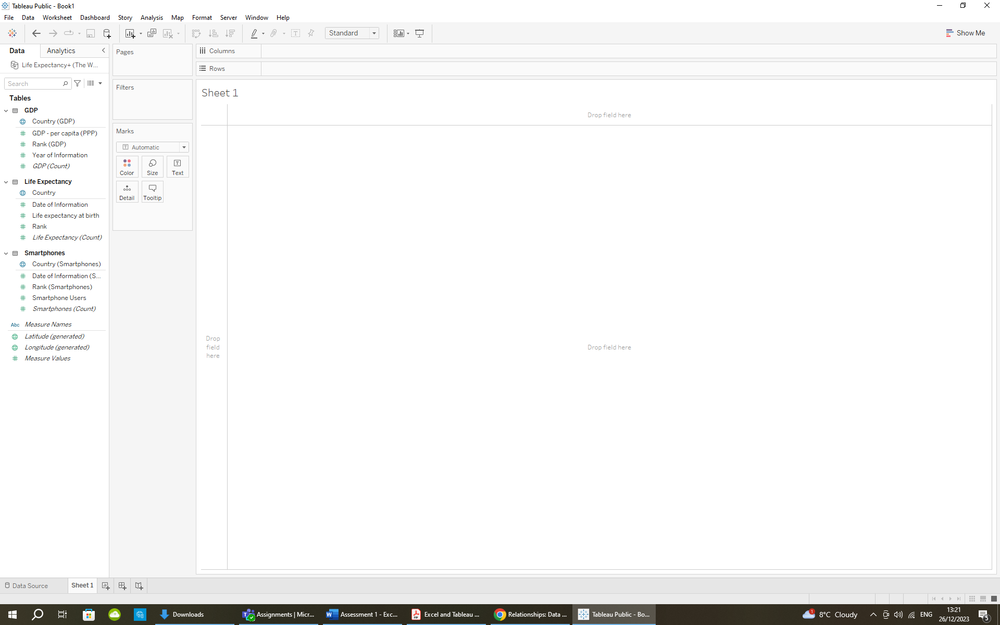 Tableau Public - Book1
File Data Worksheet Dashboard Story Analysis Map Format Server Window Help
Standard
Show Me
Data Analytics
Life Expectancy+ (The W...
Search
Tables
GDP
Country (GDP)
GDP - per capita (PPP)
Rank (GDP)
Year of Information
GDP (Count)
Life Expectancy
Country
Date of Information
Life expectancy at birth
Rank
Life Expectancy (Count)
Smartphones
Country (Smartphones)
Date of Information (S...
Rank (Smartphones)
Smartphone Users
Smartphones (Count)
Abc Measure Names
Latitude (generated)
Longitude (generated)
Measure Values
Pages
Filters
Marks
T Automatic
Color Size T Text
Detail Tooltip
Columns
Rows
Sheet 1
Drop field here
Drop
field
here
Drop field here
Data Source Sheet 1
Downloads
Assignments | Micr...
Assessment 1 - Exc...
Excel and Tableau ...
Relationships: Data ...
Tableau Public - Bo...
1 8°C Cloudy
ENG
13:21
26/12/2023
5